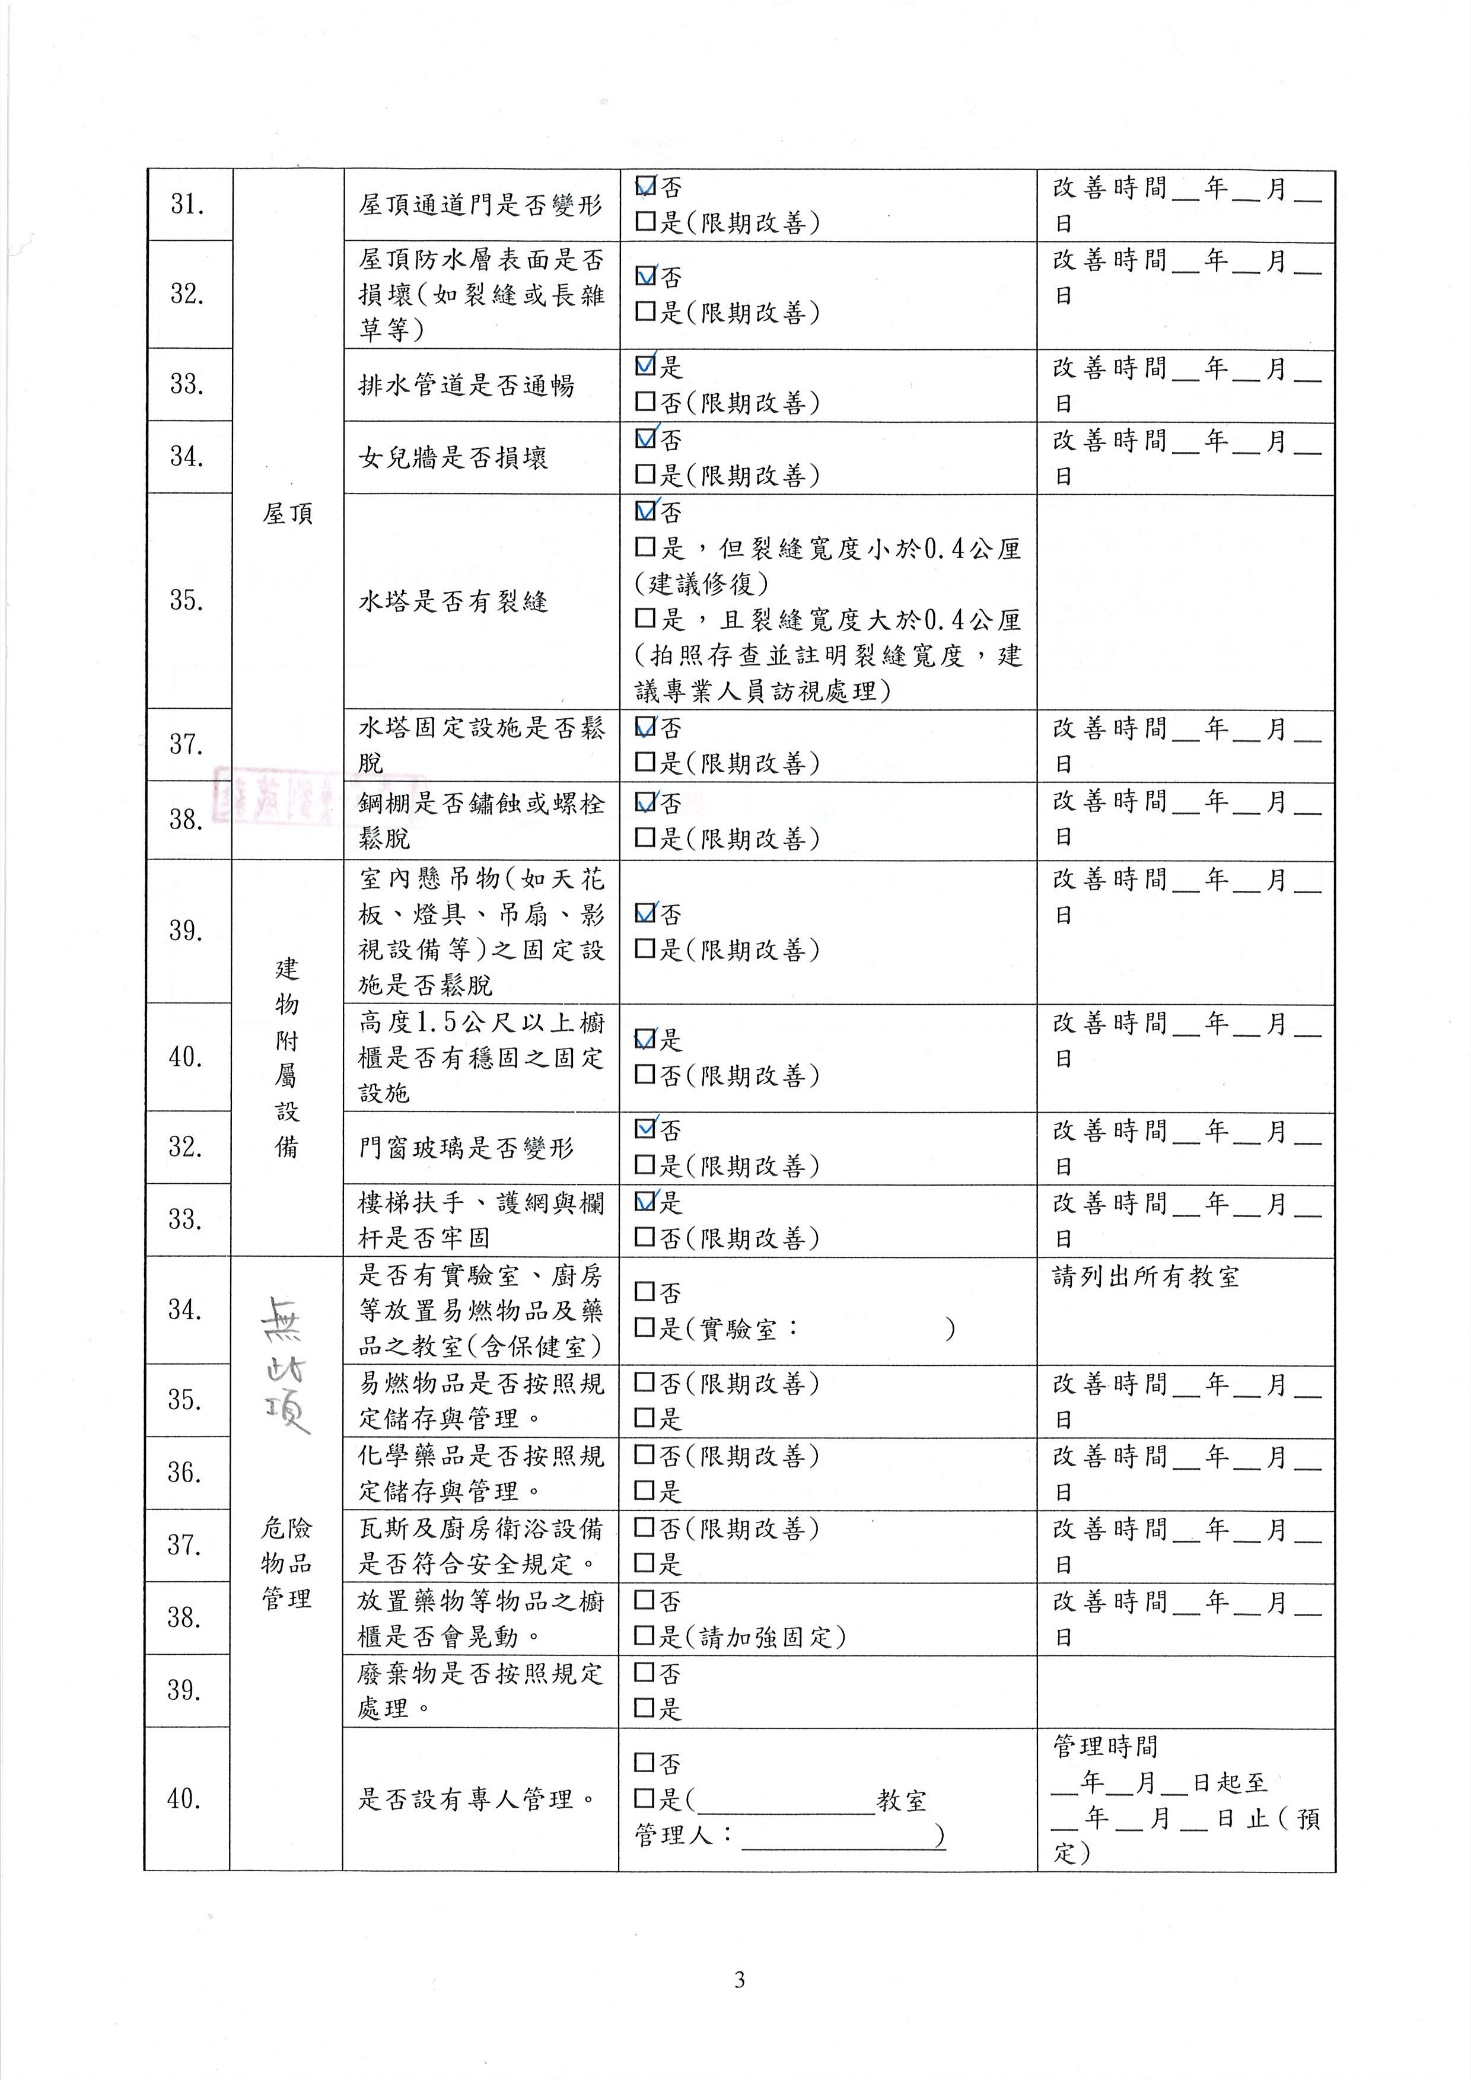 31.
屋頂
屋頂通道門是否變形
☑否
□是(限期改善)
改善時間__年__月__
日
32.
屋頂防水層表面是否
損壞(如裂縫或長雜
草等)
☑否
□是(限期改善)
改善時間__年__月__
日
33.
排水管道是否通暢
☑是
□否(限期改善)
改善時間__年__月__
日
34.
女兒牆是否損壞
☑否
□是(限期改善)
改善時間__年__月__
日
35.
水塔是否有裂縫
☑否
□是，但裂縫寬度小於0.4公厘
(建議修復)
□是，且裂縫寬度大於0.4公厘
(拍照存查並註明裂縫寬度，建
議專業人員訪視處理)
37.
水塔固定設施是否鬆
脫
☑否
□是(限期改善)
改善時間__年__月__
日
38.
鋼棚是否鏽蝕或螺栓
鬆脫
☑否
□是(限期改善)
改善時間__年__月__
日
39.
建
物
附
屬
設
備
室內懸吊物(如天花
板、燈具、吊扇、影
視設備等)之固定設
施是否鬆脫
☑否
□是(限期改善)
改善時間__年__月__
日
40.
高度1.5公尺以上櫥
櫃是否有穩固之固定
設施
☑是
□否(限期改善)
改善時間__年__月__
日
32.
門窗玻璃是否變形
☑否
□是(限期改善)
改善時間__年__月__
日
33.
樓梯扶手、護網與欄
杆是否牢固
☑是
□否(限期改善)
改善時間__年__月__
日
34.
無此項
危險
物品
管理
是否有實驗室、廚房
等放置易燃物品及藥
品之教室(含保健室)
□否
□是(實驗室：          )
請列出所有教室
35.
易燃物品是否按照規
定儲存與管理。
□否(限期改善)
□是
改善時間__年__月__
日
36.
化學藥品是否按照規
定儲存與管理。
□否(限期改善)
□是
改善時間__年__月__
日
37.
瓦斯及廚房衛浴設備
是否符合安全規定。
□否(限期改善)
□是
改善時間__年__月__
日
38.
放置藥物等物品之櫥
櫃是否會晃動。
□否
□是(請加強固定)
改善時間__年__月__
日
39.
廢棄物是否按照規定
處理。
□否
□是
40.
是否設有專人管理。
□否
□是(_____________教室
管理人：______________)
管理時間
__年__月__日起至
__年__月__日止(預
定)
3